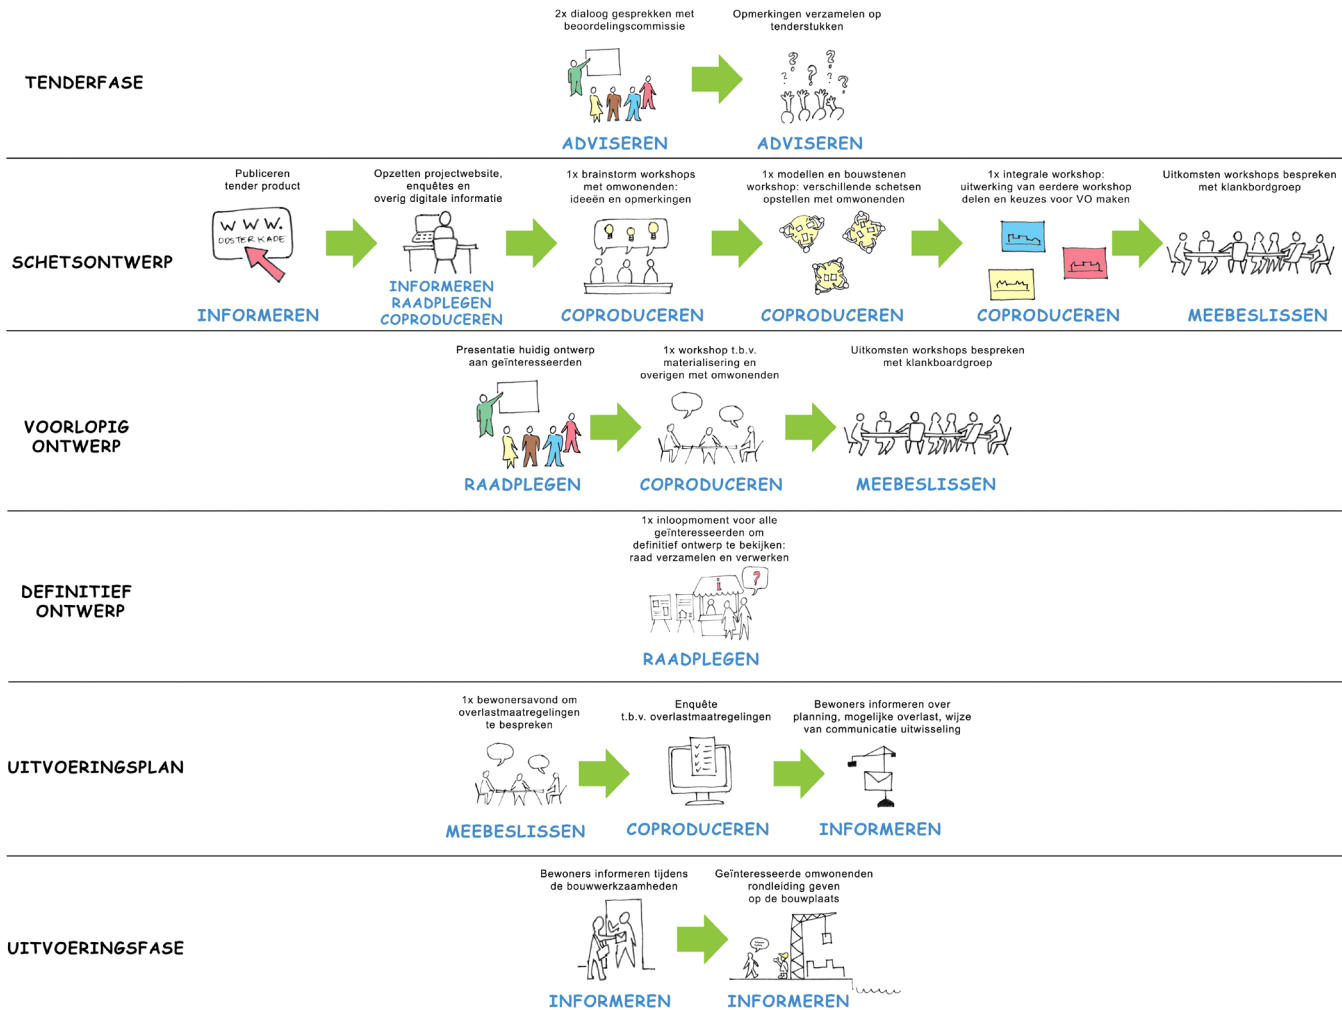 TENDERFASE
2x dialoog gesprekken met
beoordelingscommissie
ADVISEREN
Opmerkingen verzamelen op
tenderstukken
ADVISEREN
SCHETSONTWERP
Publiceren
tender product
WWW.
OOSTERKADE
INFORMEREN
Opzetten projectwebsite,
enquêtes en
overig digitale informatie
INFORMEREN
RAADPLEGEN
COPRODUCEREN
1x brainstorm workshops
met omwonenden:
ideeën en opmerkingen
COPRODUCEREN
1x modellen en bouwstenen
workshop: verschillende schetsen
opstellen met omwonenden
COPRODUCEREN
1x integrale workshop:
uitwerking van eerdere workshop
delen en keuzes voor VO maken
COPRODUCEREN
Uitkomsten workshops bespreken
met klankbordgroep
MEEBESLISSEN
VOORLOPIG
ONTWERP
Presentatie huidig ontwerp
aan geïnteresseerden
RAADPLEGEN
1x workshop t.b.v.
materialisering en
overigen met omwonenden
COPRODUCEREN
Uitkomsten workshops bespreken
met klankboardgroep
MEEBESLISSEN
DEFINITIEF
ONTWERP
1x inloopmoment voor alle
geïnteresseerden om
definitief ontwerp te bekijken:
raad verzamelen en verwerken
i
?
RAADPLEGEN
UITVOERINGSPLAN
1x bewonersavond om
overlastmaatregelingen
te bespreken
MEEBESLISSEN
Enquête
t.b.v. overlastmaatregelingen
COPRODUCEREN
Bewoners informeren over
planning, mogelijke overlast, wijze
van communicatie uitwisseling
INFORMEREN
UITVOERINGSFASE
Bewoners informeren tijdens
de bouwwerkzaamheden
INFORMEREN
Geïnteresseerde omwonenden
rondleiding geven
op de bouwplaats
INFORMEREN